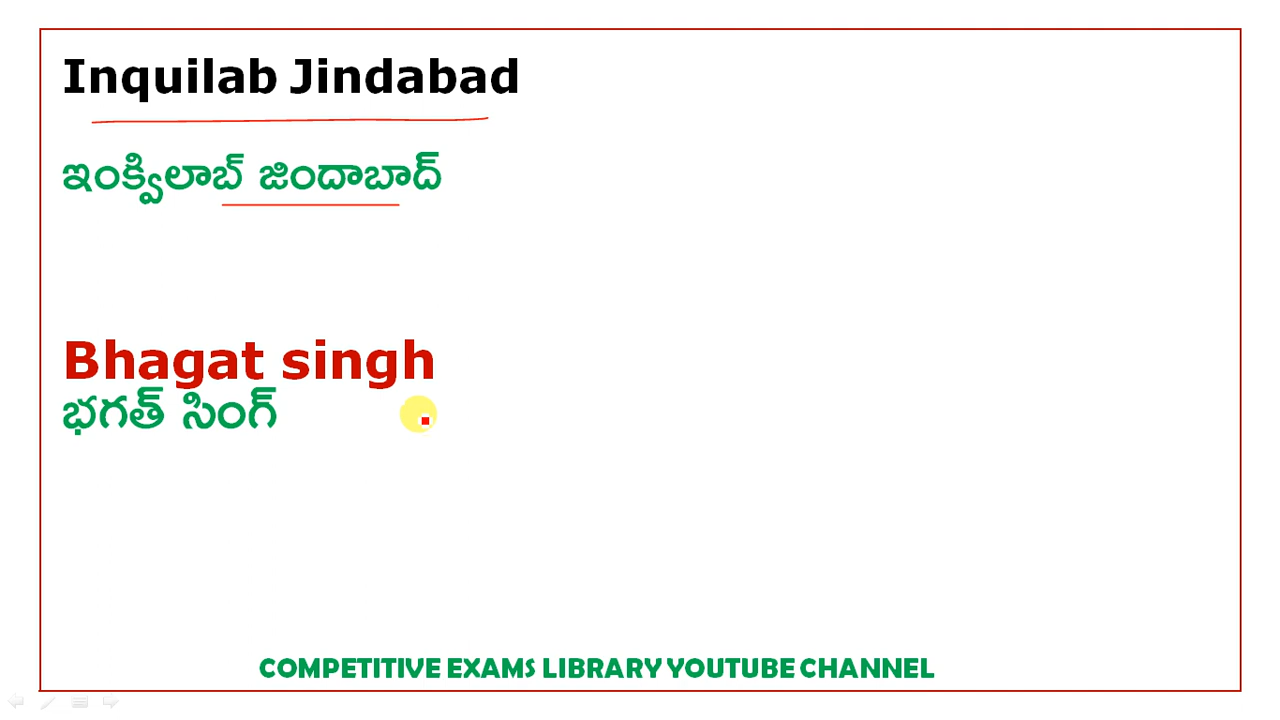 Inquilab Jindabad
ఇంక్విలాబ్ జిందాబాద్
Bhagat singh
భగత్ సింగ్
COMPETITIVE EXAMS LIBRARY YOUTUBE CHANNEL